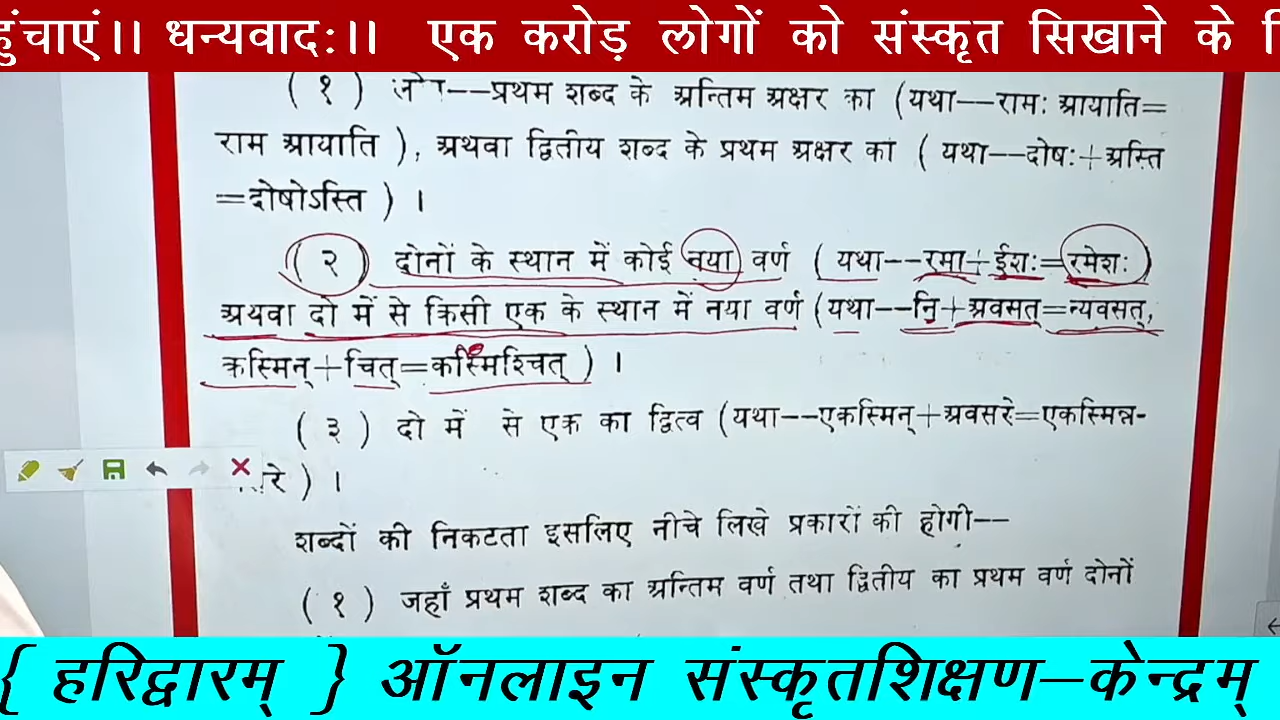 हुंचाएं।। धन्यवादः।। एक करोड़ लोगों को संस्कृत सिखाने के
( १ ) --प्रथम शब्द के अन्तिम अक्षर का (यथा--रामः आयाति=
राम आयाति ), अथवा द्वितीय शब्द के प्रथम अक्षर का ( यथा--दोषः+अस्ति
=दोषोऽस्ति ) ।
( २ ) दोनों के स्थान में कोई नया वर्ण ( यथा--रमा+ईशः=रमेशः )
अथवा दो में से किसी एक के स्थान में नया वर्ण (यथा--नि+अवसत्=न्यवसत्,
कस्मिन्+चित्=कस्मिंश्चित् ) ।
( ३ ) दो में से एक का द्वित्व (यथा--एकस्मिन्+अवसरे=एकस्मिन्न-
रे ) ।
शब्दों की निकटता इसलिए नीचे लिखे प्रकारों की होगी--
( १ ) जहाँ प्रथम शब्द का अन्तिम वर्ण तथा द्वितीय का प्रथम वर्ण दोनों
{ हरिद्वारम् } ऑनलाइन संस्कृतशिक्षण–केन्द्रम्